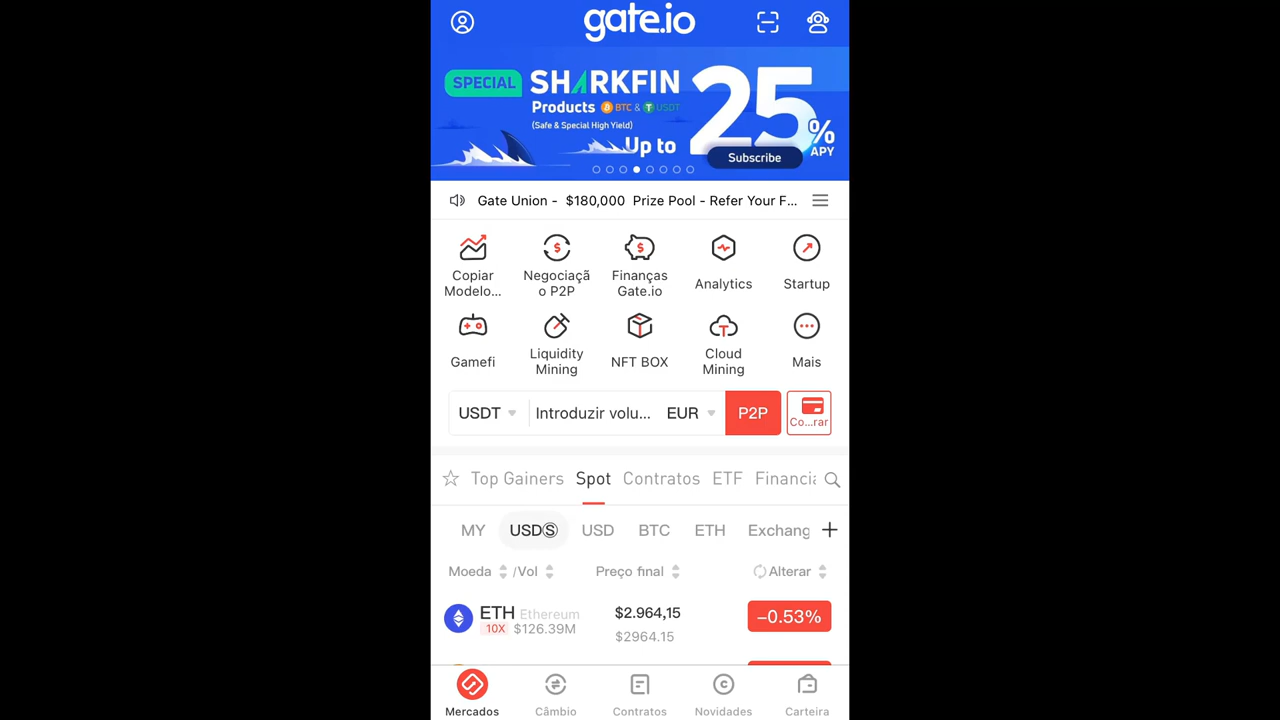 gate.io
SPECIAL SHARKFIN 25% APY
Products BTC & USDT
(Safe & Special High Yield)
Up to
Subscribe
Gate Union - $180,000 Prize Pool - Refer Your F...
Copiar Modelo...
Negociaçã o P2P
Finanças Gate.io
Analytics
Startup
Gamefi
Liquidity Mining
NFT BOX
Cloud Mining
Mais
USDT Introduzir volu... EUR P2P Co...rar
Top Gainers Spot Contratos ETF Financia
MY USDⓈ USD BTC ETH Exchang
Moeda /Vol Preço final Alterar
ETH Ethereum $2.964,15 −0.53%
10X $126.39M $2964.15
Mercados Câmbio Contratos Novidades Carteira